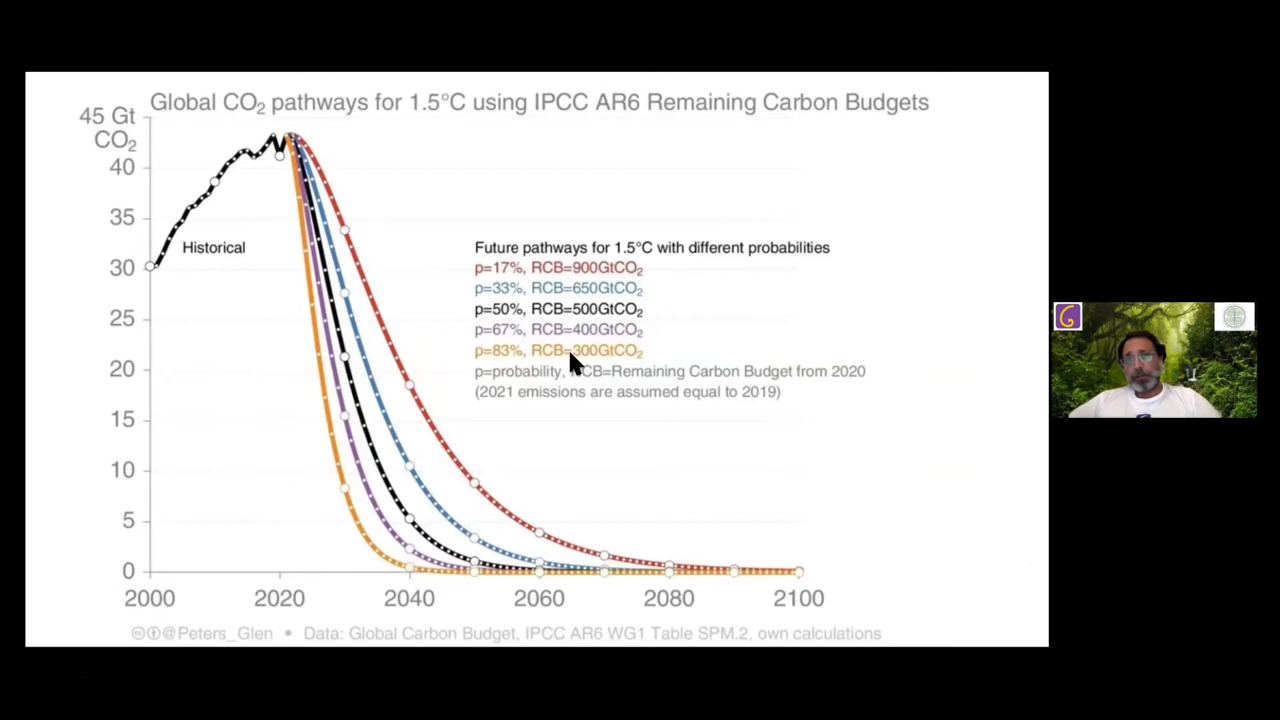 Global CO₂ pathways for 1.5°C using IPCC AR6 Remaining Carbon Budgets
45 Gt
CO₂
40
35
30
25
20
15
10
5
0
Historical
Future pathways for 1.5°C with different probabilities
p=17%, RCB=900GtCO₂
p=33%, RCB=650GtCO₂
p=50%, RCB=500GtCO₂
p=67%, RCB=400GtCO₂
p=83%, RCB=300GtCO₂
p=probability, CB=Remaining Carbon Budget from 2020
(2021 emissions are assumed equal to 2019)
2000 2020 2040 2060 2080 2100
@Peters_Glen • Data: Global Carbon Budget, IPCC AR6 WG1 Table SPM.2, own calculations